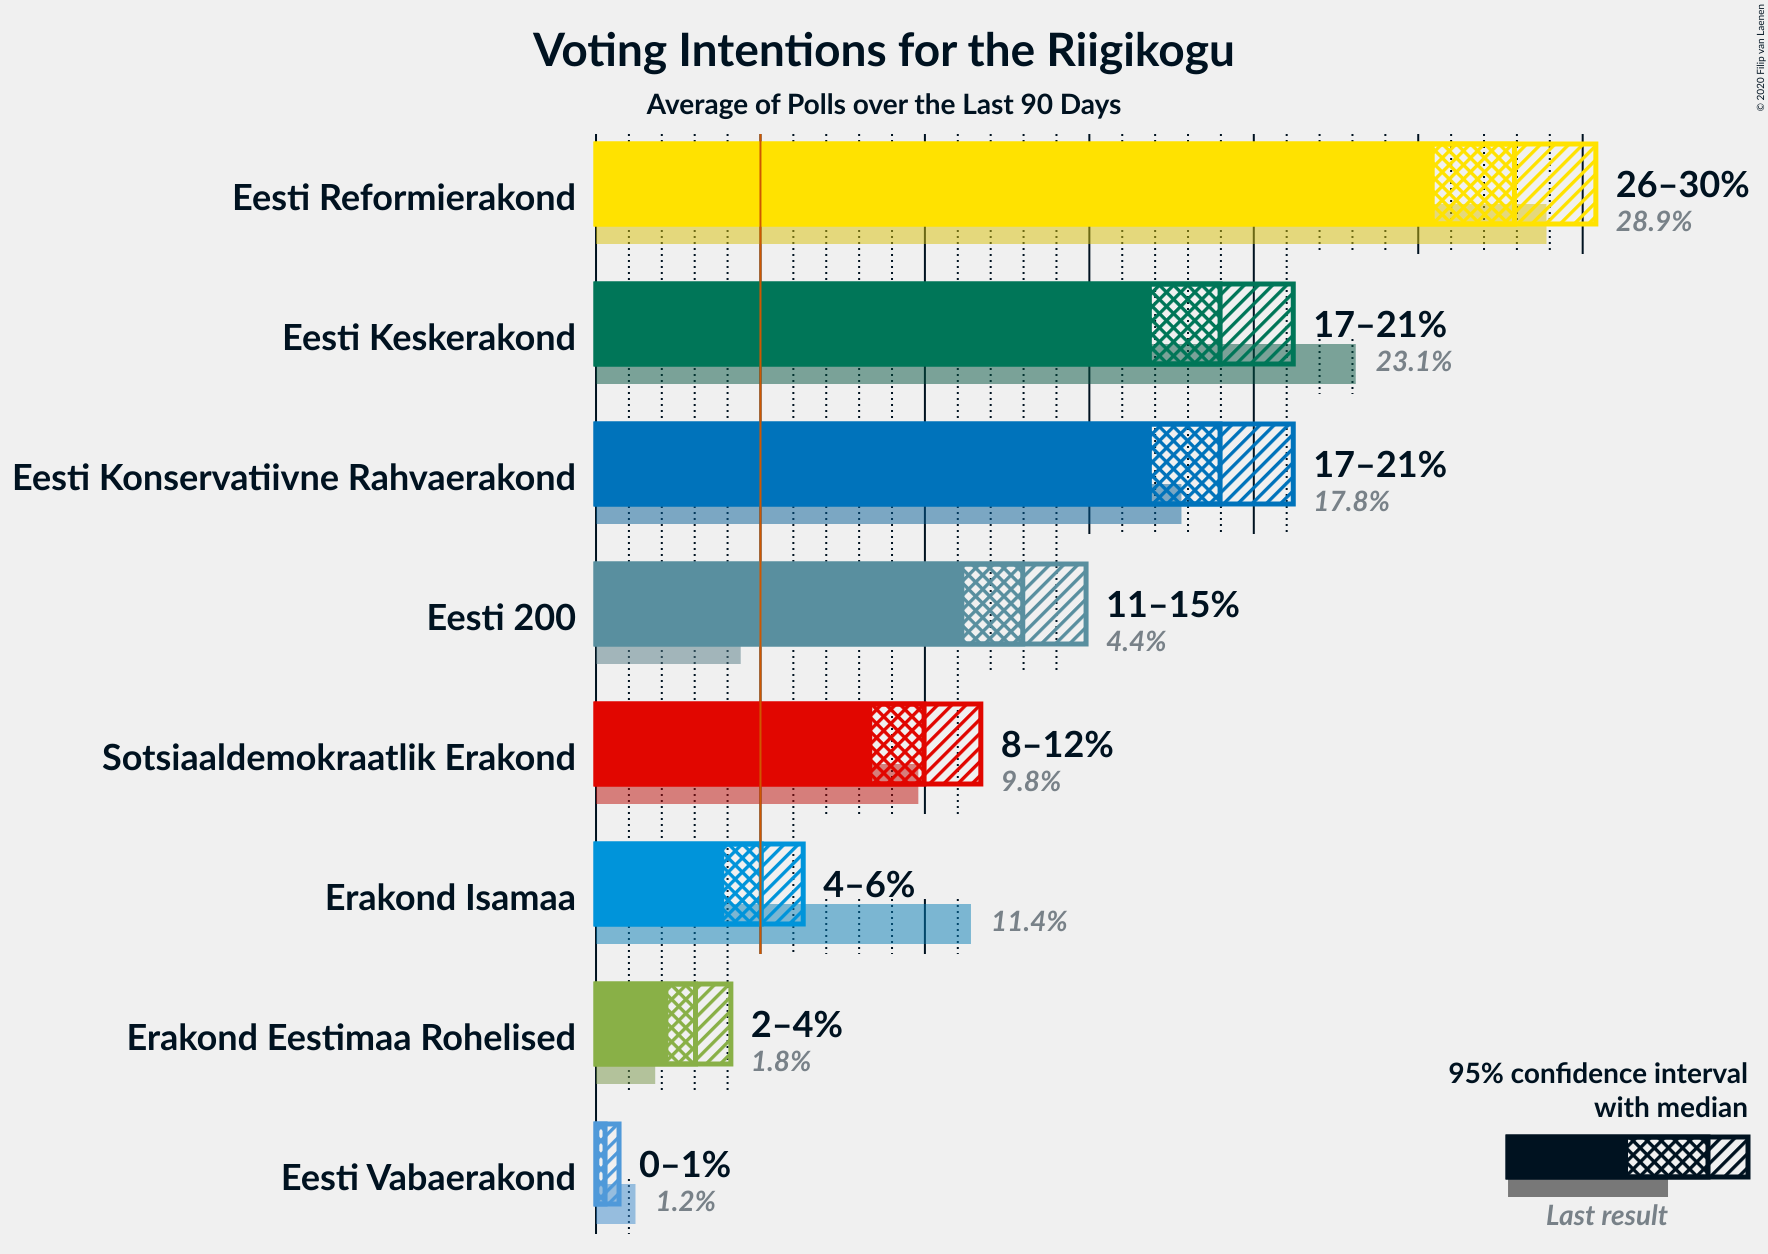 Voting Intentions for the Riigikogu
Average of Polls over the Last 90 Days
© 2020 Filip van Laenen
Eesti Reformierakond
26–30%
28.9%
Eesti Keskerakond
17–21%
23.1%
Eesti Konservatiivne Rahvaerakond
17–21%
17.8%
Eesti 200
11–15%
4.4%
Sotsiaaldemokraatlik Erakond
8–12%
9.8%
Erakond Isamaa
4–6%
11.4%
Erakond Eestimaa Rohelised
2–4%
1.8%
Eesti Vabaerakond
0–1%
1.2%
95% confidence interval
with median
Last result